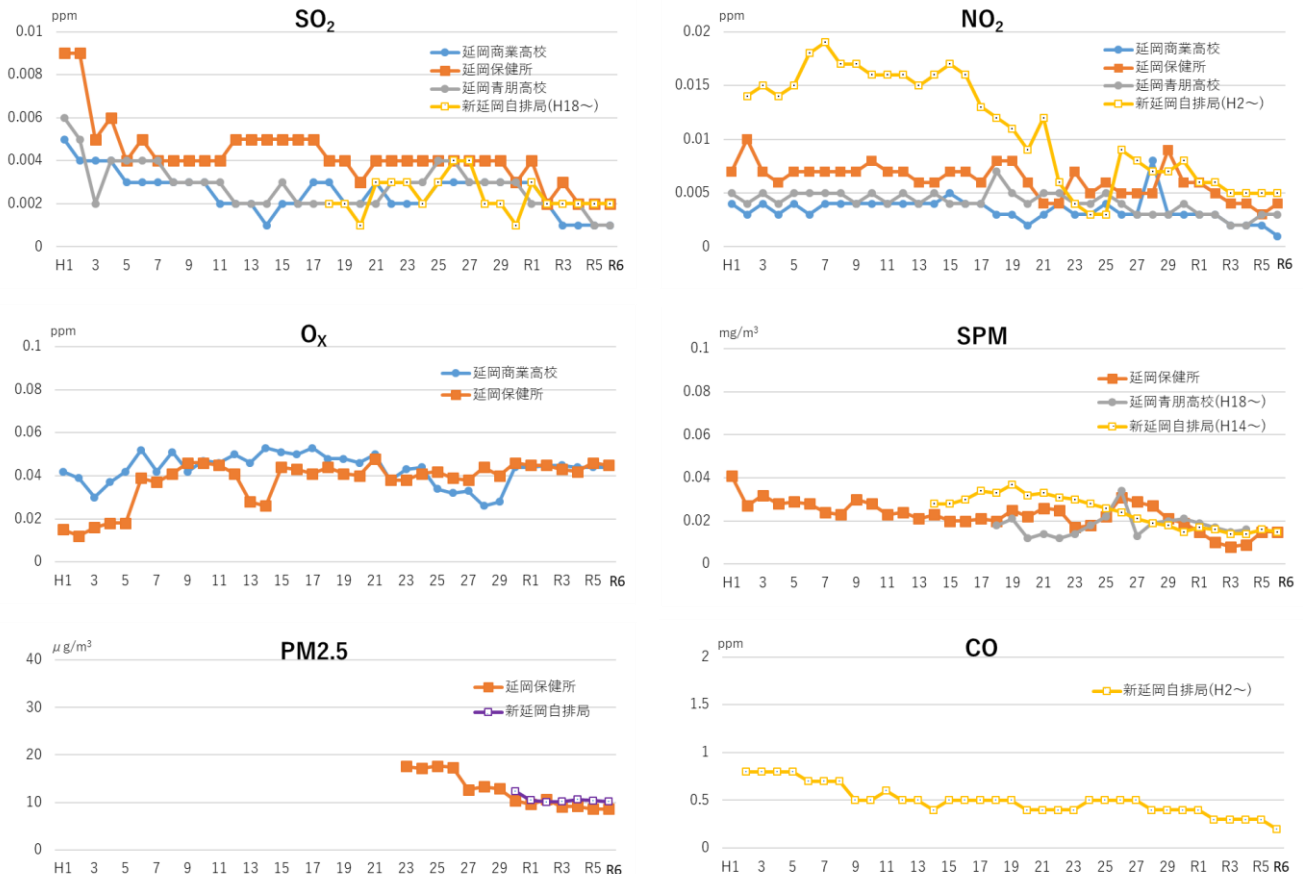 SO₂
ppm
0.01
0.008
0.006
0.004
0.002
0
延岡商業高校
延岡保健所
延岡青朋高校
新延岡自排局(H18~)
H1 3 5 7 9 11 13 15 17 19 21 23 25 27 29 R1 R3 R5 R6
NO₂
ppm
0.02
0.015
0.01
0.005
0
延岡商業高校
延岡保健所
延岡青朋高校
新延岡自排局(H2~)
H1 3 5 7 9 11 13 15 17 19 21 23 25 27 29 R1 R3 R5 R6
Oₓ
ppm
0.1
0.08
0.06
0.04
0.02
0
延岡商業高校
延岡保健所
H1 3 5 7 9 11 13 15 17 19 21 23 25 27 29 R1 R3 R5 R6
SPM
mg/m³
0.1
0.08
0.06
0.04
0.02
0
延岡保健所
延岡青朋高校(H18~)
新延岡自排局(H14~)
H1 3 5 7 9 11 13 15 17 19 21 23 25 27 29 R1 R3 R5 R6
PM2.5
μg/m³
40
30
20
10
0
延岡保健所
新延岡自排局
H1 3 5 7 9 11 13 15 17 19 21 23 25 27 29 R1 R3 R5 R6
CO
ppm
2
1.5
1
0.5
0
新延岡自排局(H2~)
H1 3 5 7 9 11 13 15 17 19 21 23 25 27 29 R1 R3 R5 R6